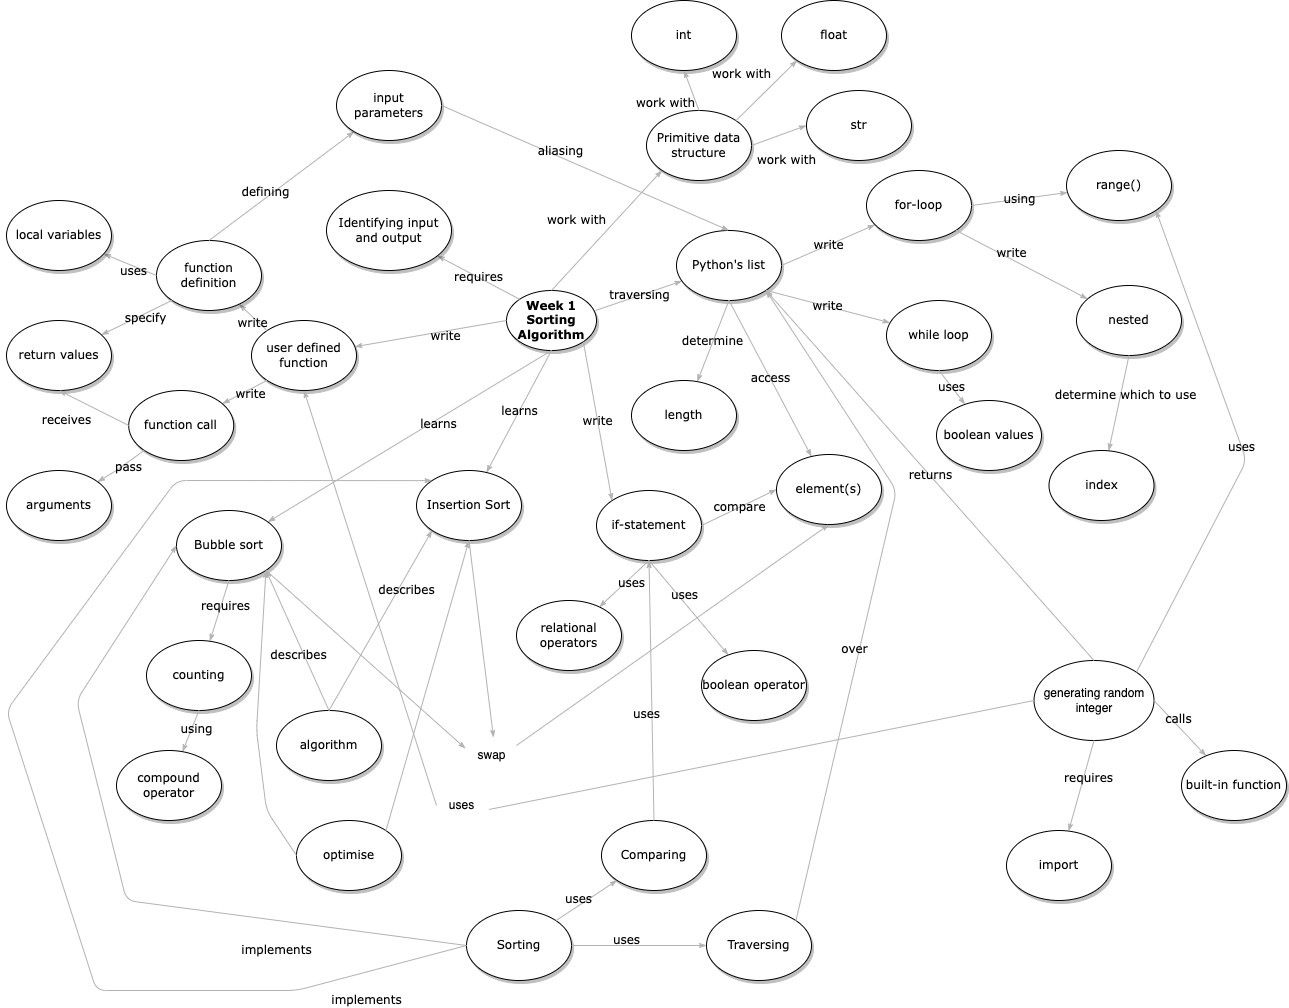 int
float
work with
input
parameters
work with
str
Primitive data
structure
aliasing
work with
range()
defining
using
for-loop
local variables
Identifying input
and output
work with
write
write
uses
function
definition
requires
Python's list
traversing
write
nested
specify
write
Week 1
Sorting
Algorithm
while loop
return values
user defined
function
write
determine
access
uses
determine which to use
write
learns
learns
write
length
boolean values
receives
function call
uses
pass
returns
index
arguments
Insertion Sort
element(s)
compare
if-statement
Bubble sort
describes
uses
uses
requires
relational
operators
describes
over
counting
boolean operator
generating random
integer
uses
calls
using
algorithm
swap
compound
operator
requires
built-in function
uses
optimise
Comparing
import
uses
implements
Sorting
uses
Traversing
implements